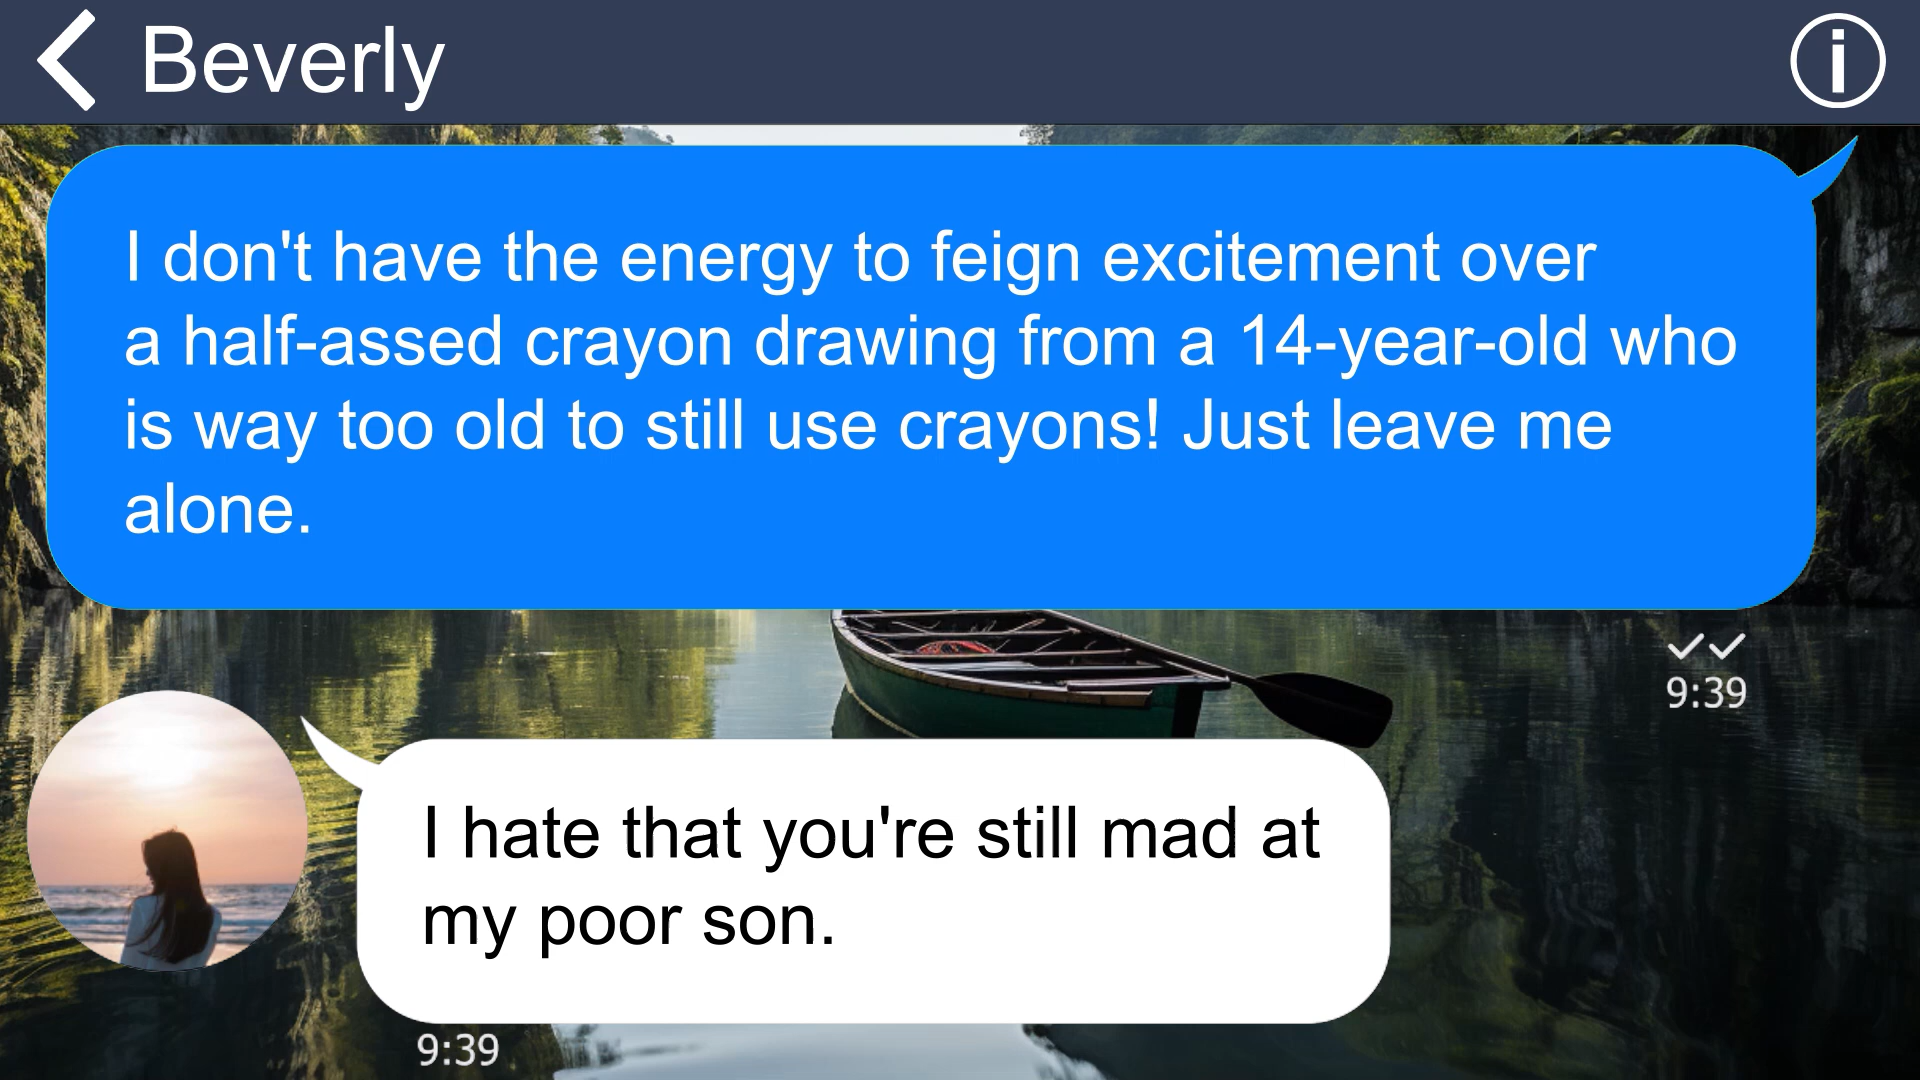 Beverly
I don't have the energy to feign excitement over
a half-assed crayon drawing from a 14-year-old who
is way too old to still use crayons! Just leave me
alone.
9:39
I hate that you're still mad at
my poor son.
9:39